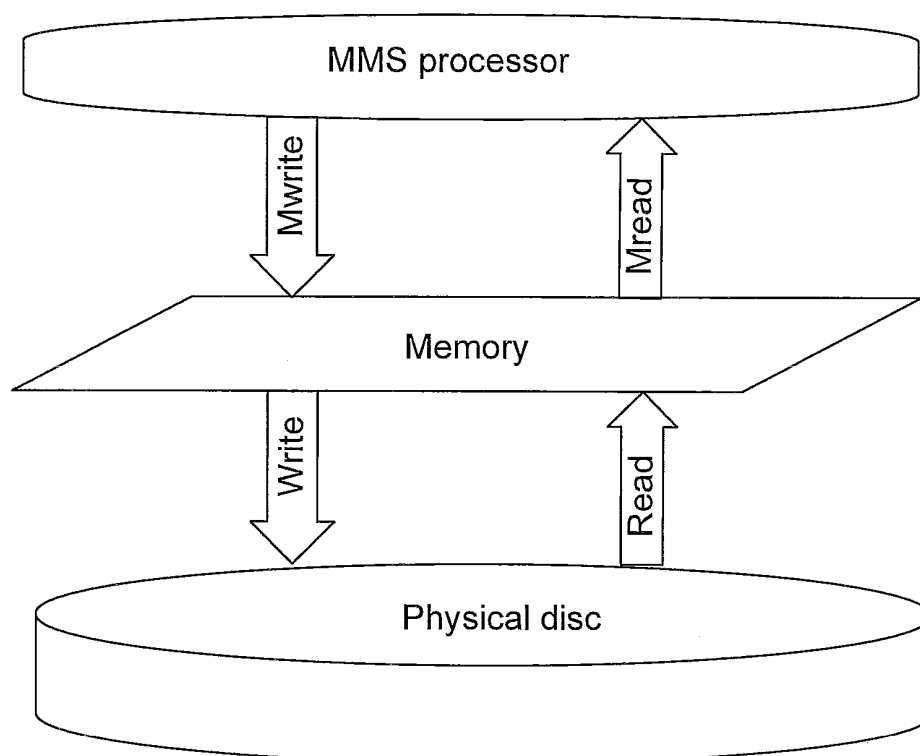 MMS processor
Mwrite
Mread
Memory
Write
Read
Physical disc